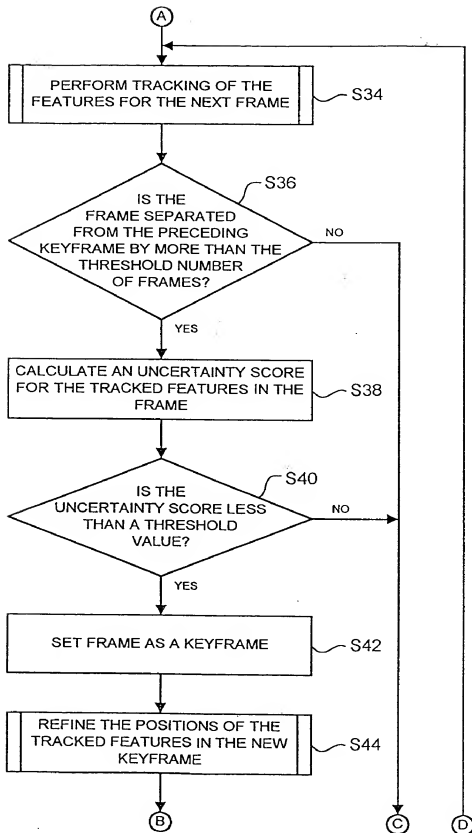 A
PERFORM TRACKING OF THE
FEATURES FOR THE NEXT FRAME
S34
S36
IS THE
FRAME SEPARATED
FROM THE PRECEDING
KEYFRAME BY MORE THAN THE
THRESHOLD NUMBER
OF FRAMES?
NO
YES
CALCULATE AN UNCERTAINTY SCORE
FOR THE TRACKED FEATURES IN THE
FRAME
S38
S40
IS THE
UNCERTAINTY SCORE LESS
THAN A THRESHOLD
VALUE?
NO
YES
SET FRAME AS A KEYFRAME
S42
REFINE THE POSITIONS OF THE
TRACKED FEATURES IN THE NEW
KEYFRAME
S44
B
C
D